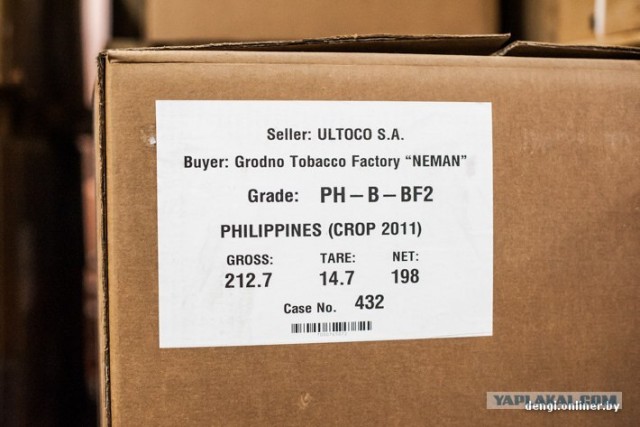 Seller: ULTOCO S.A.
Buyer: Grodno Tobacco Factory “NEMAN”
Grade: PH – B – BF2
PHILIPPINES (CROP 2011)
GROSS: TARE: NET:
212.7 14.7 198
Case No. 432
YAPLAKAL.COM
dengi.onliner.by